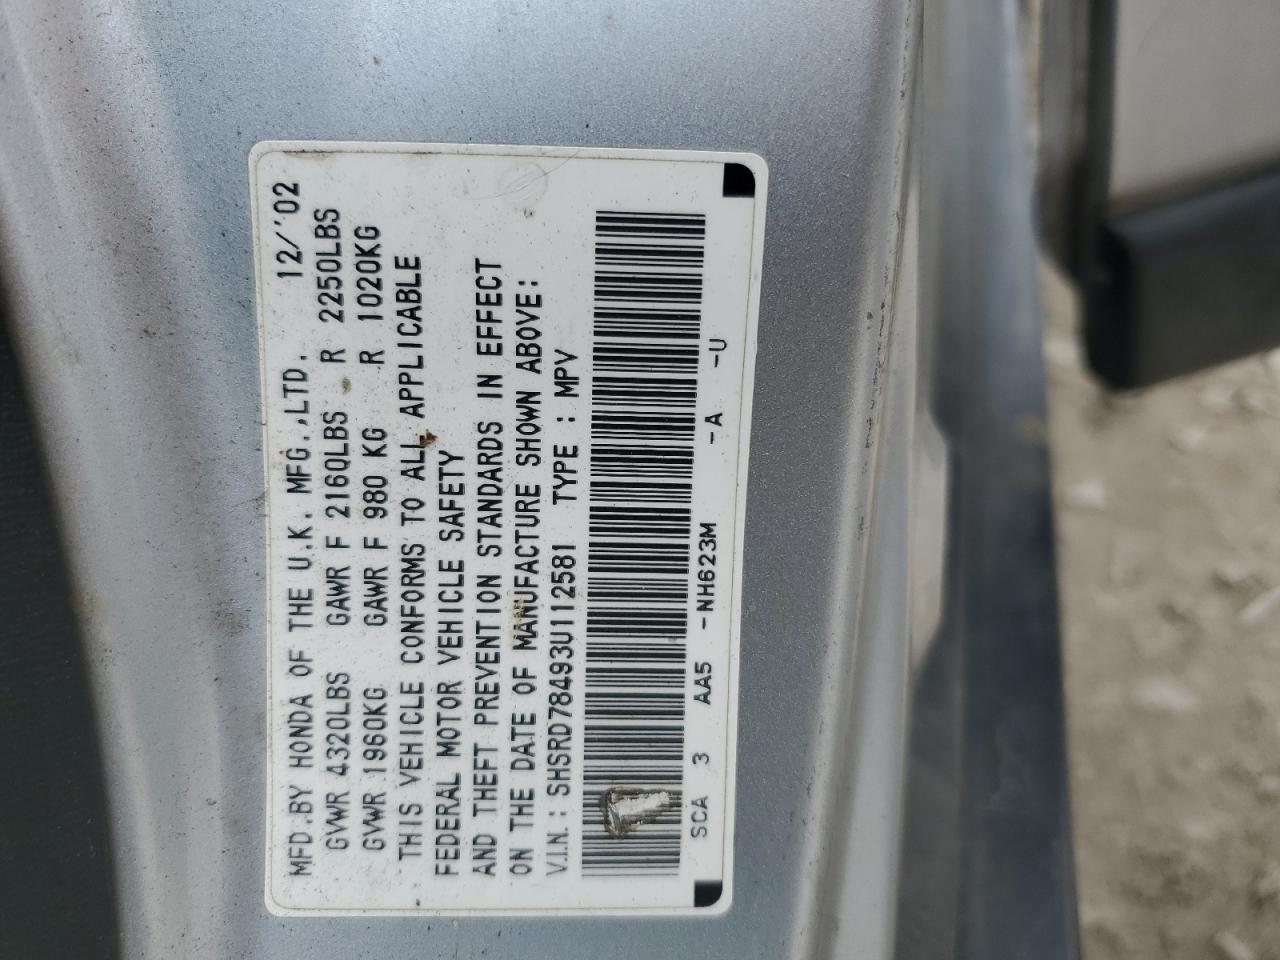 MFD.BY HONDA OF THE U.K. MFG.,LTD. 12/'02
GVWR 4320LBS GAWR F 2160LBS R 2250LBS
GVWR 1960KG GAWR F 980 KG R 1020KG
THIS VEHICLE CONFORMS TO ALL APPLICABLE
FEDERAL MOTOR VEHICLE SAFETY
AND THEFT PREVENTION STANDARDS IN EFFECT
ON THE DATE OF MANUFACTURE SHOWN ABOVE:
V.I.N.: SHSRD78493U112581 TYPE : MPV
SCA 3 AA5 -NH623M -A -U